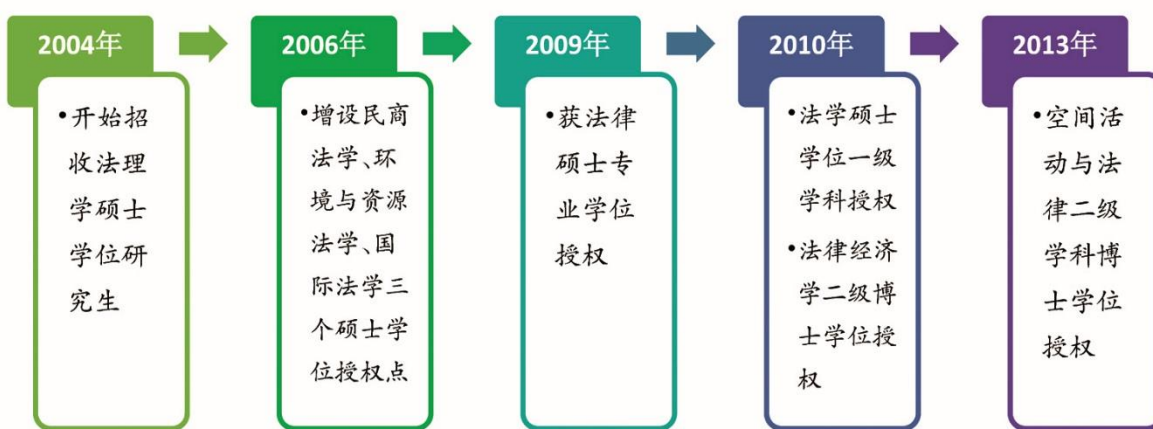 2004年
•开始招
收法理
学硕士
学位研
究生
2006年
•增设民商
法学、环
境与资源
法学、国
际法学三
个硕士学
位授权点
2009年
•获法律
硕士专
业学位
授权
2010年
•法学硕士
学位一级
学科授权
•法律经济
学二级博
士学位授
权
2013年
•空间活
动与法
律二级
学科博
士学位
授权